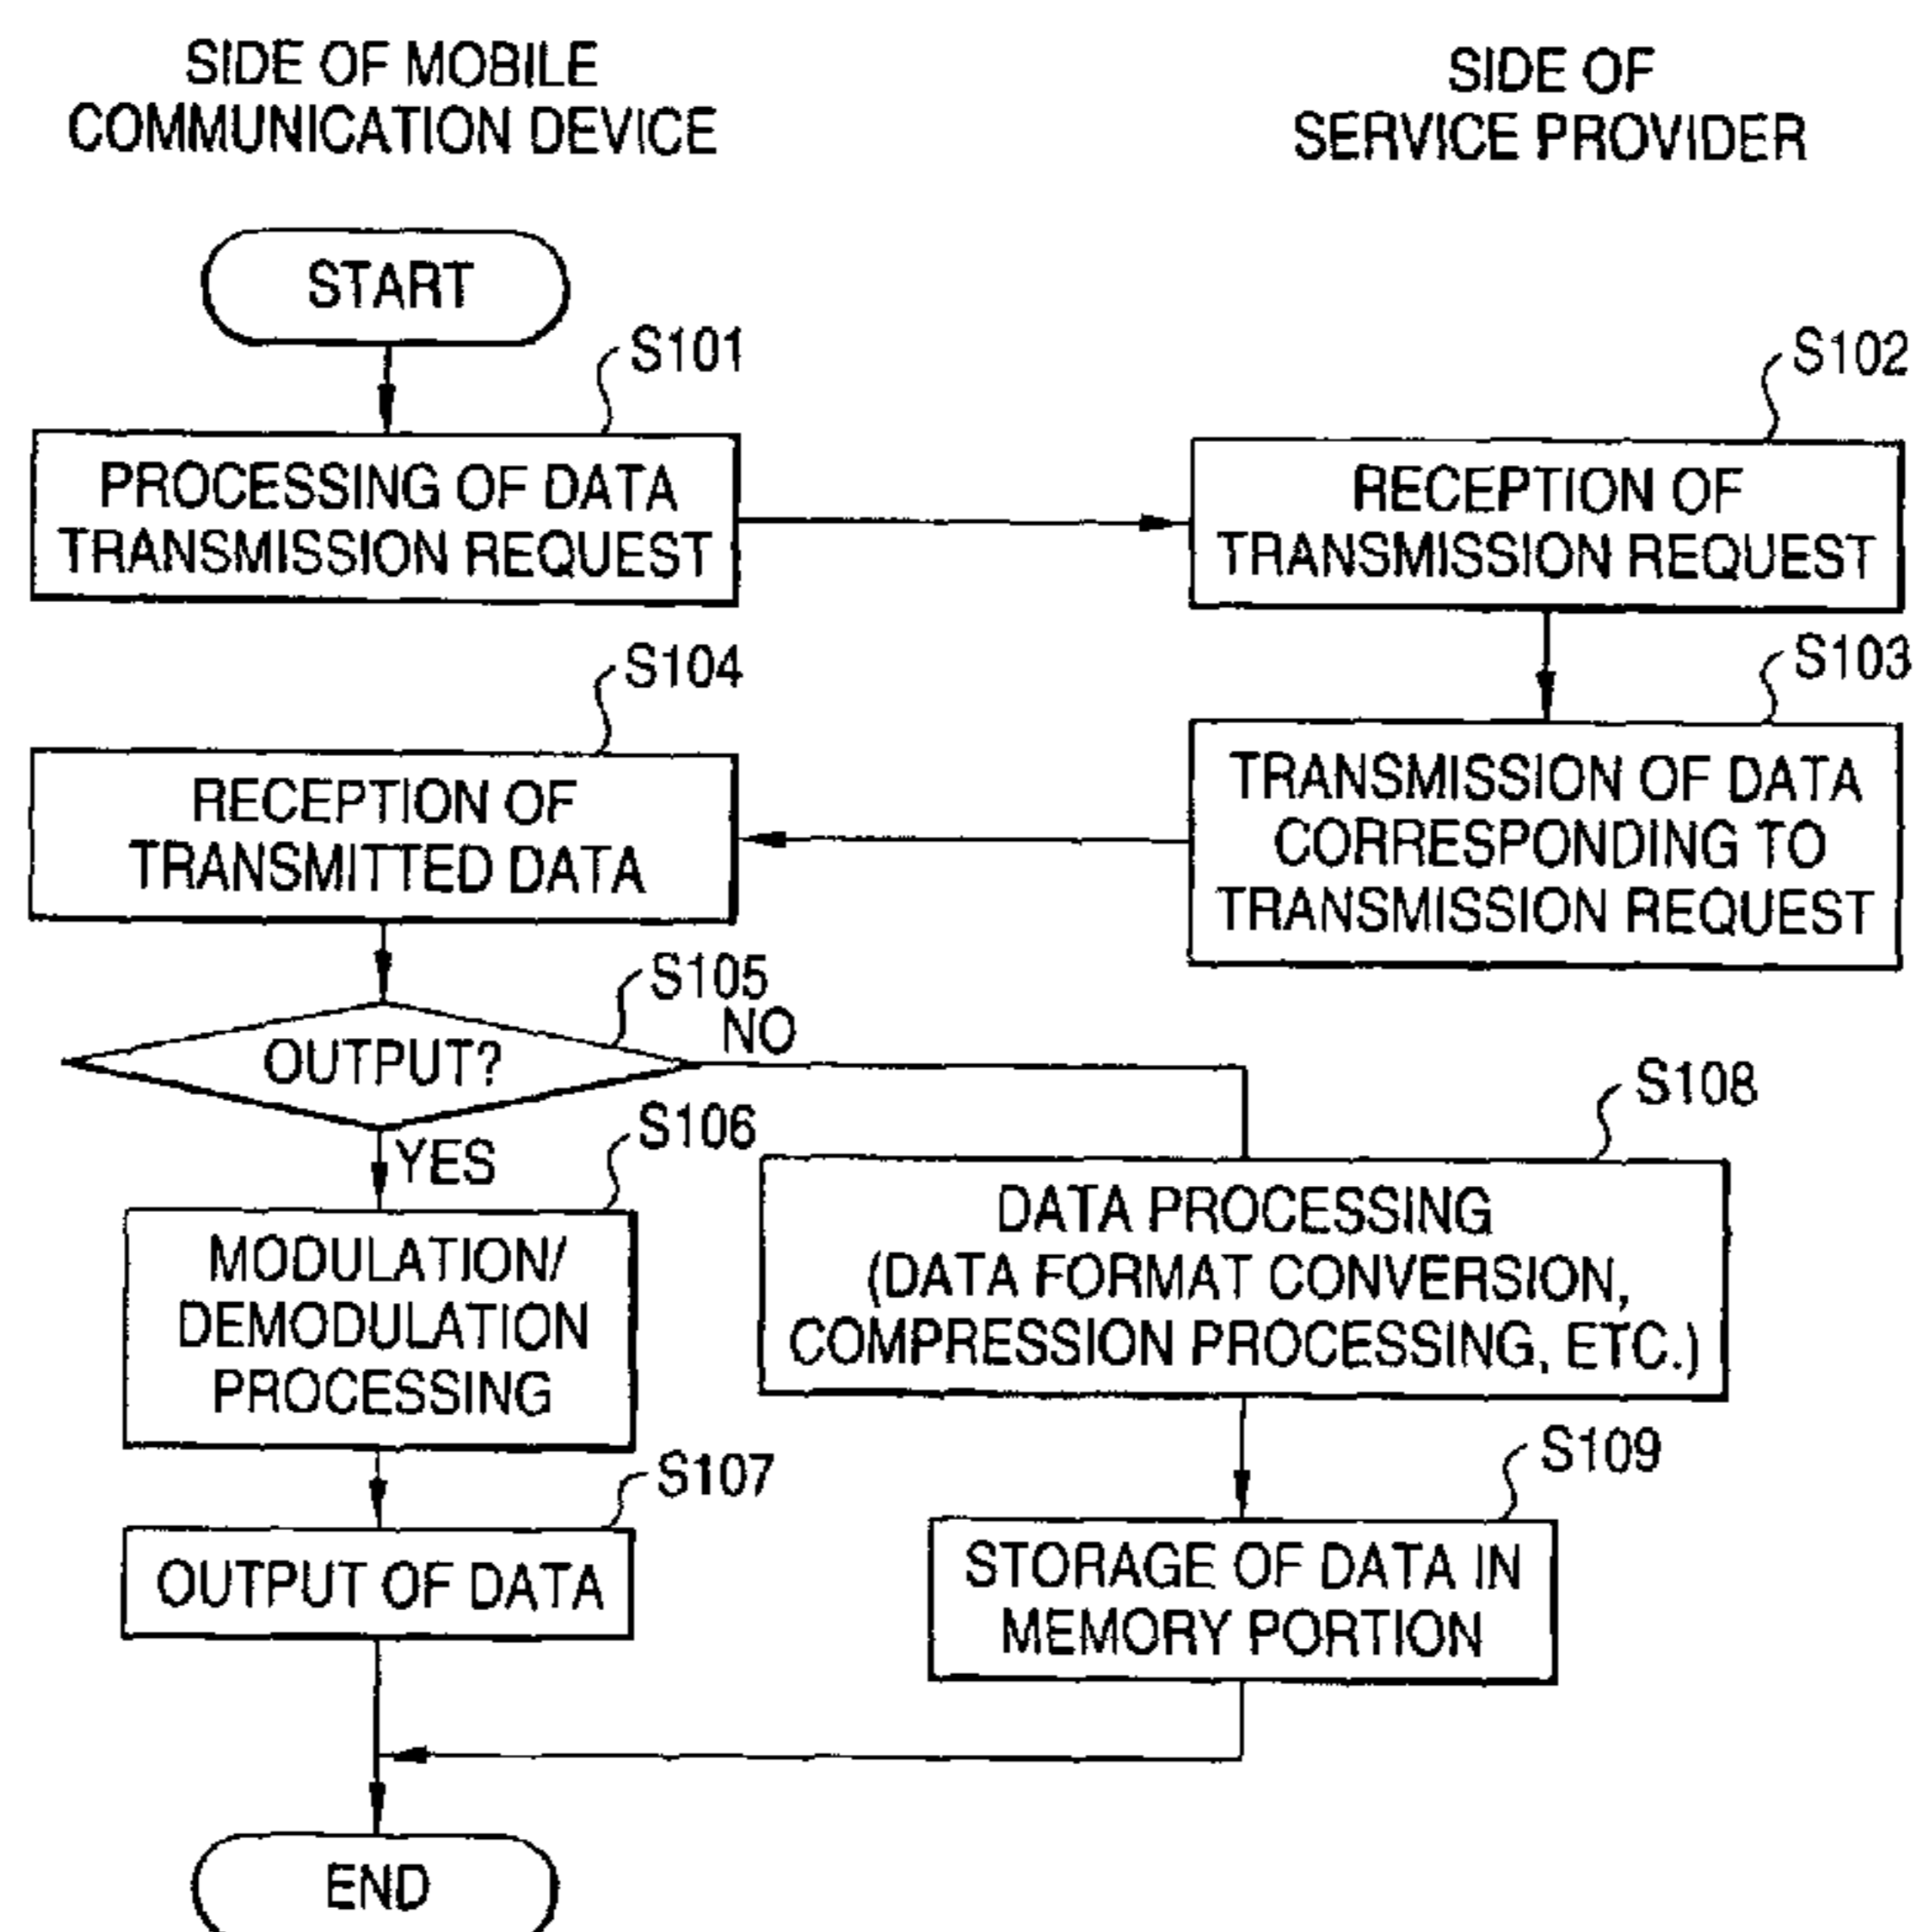 SIDE OF MOBILE
COMMUNICATION DEVICE
SIDE OF
SERVICE PROVIDER
START
S101
PROCESSING OF DATA
TRANSMISSION REQUEST
S102
RECEPTION OF
TRANSMISSION REQUEST
S103
TRANSMISSION OF DATA
CORRESPONDING TO
TRANSMISSION REQUEST
S104
RECEPTION OF
TRANSMITTED DATA
S105
OUTPUT?
NO
YES
S106
MODULATION/
DEMODULATION
PROCESSING
S107
OUTPUT OF DATA
S108
DATA PROCESSING
(DATA FORMAT CONVERSION,
COMPRESSION PROCESSING, ETC.)
S109
STORAGE OF DATA IN
MEMORY PORTION
END